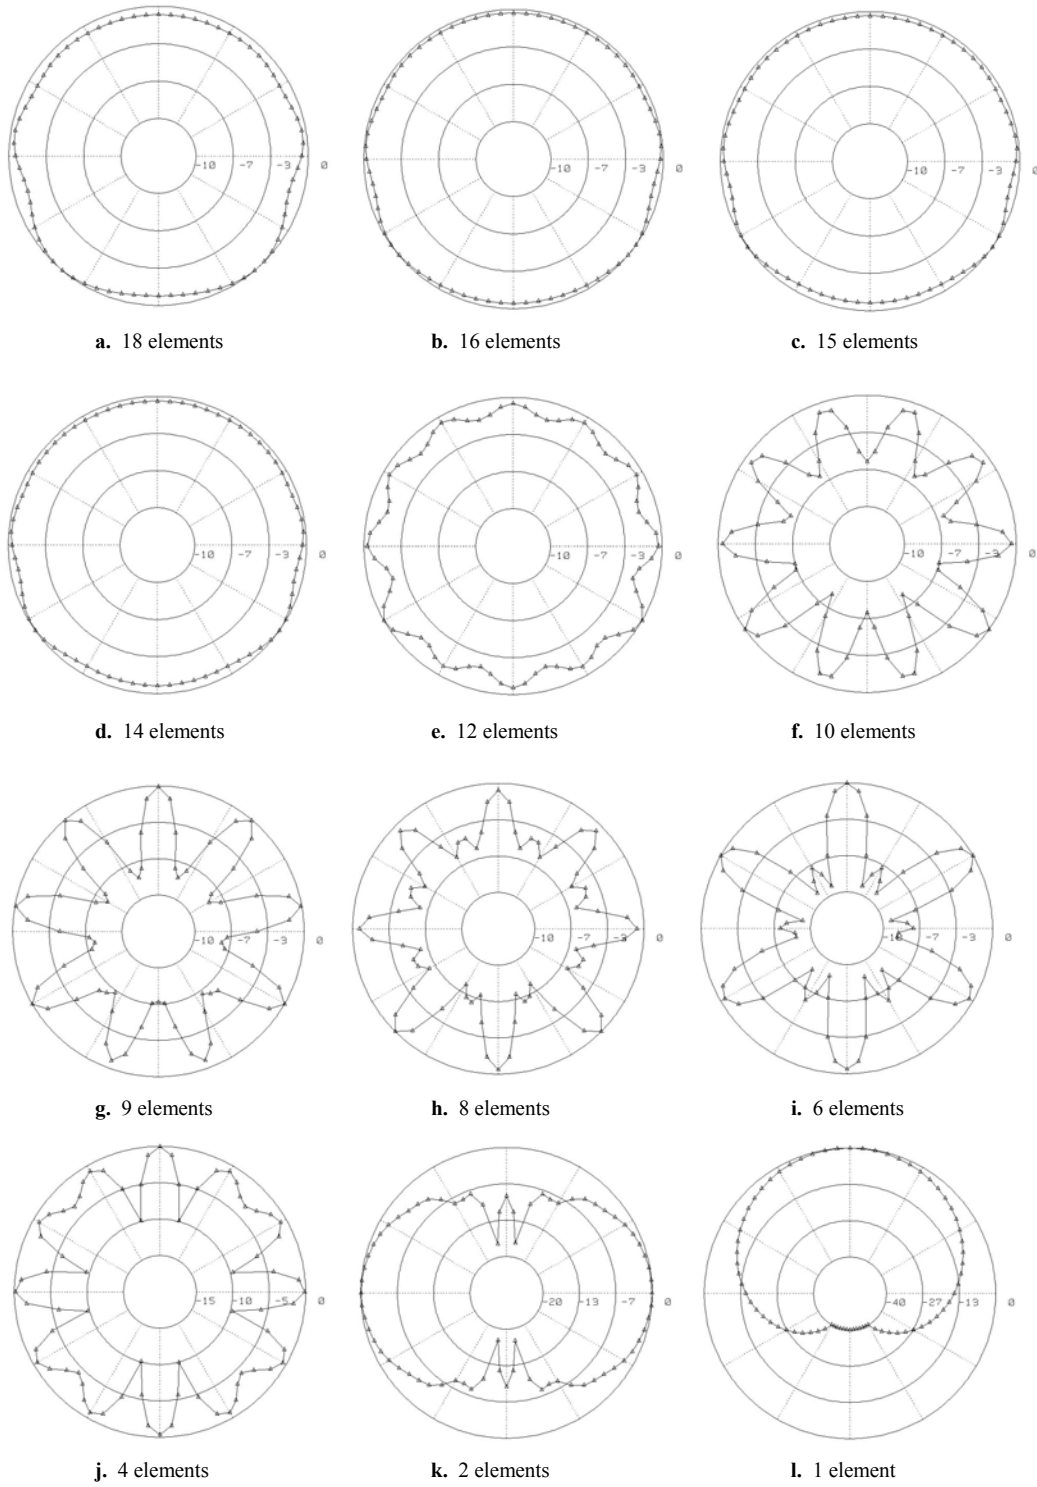 -10 -7 -3 0
-10 -7 -3 0
-10 -7 -3 0
a. 18 elements
b. 16 elements
c. 15 elements
-10 -7 -3 0
-10 -7 -3 0
-10 -7 -3 0
d. 14 elements
e. 12 elements
f. 10 elements
-10 -7 -3 0
-10 -7 -3 0
-10 -7 -3 0
g. 9 elements
h. 8 elements
i. 6 elements
-15 -10 -5 0
-20 -13 -7 0
-40 -27 -13 0
j. 4 elements
k. 2 elements
l. 1 element